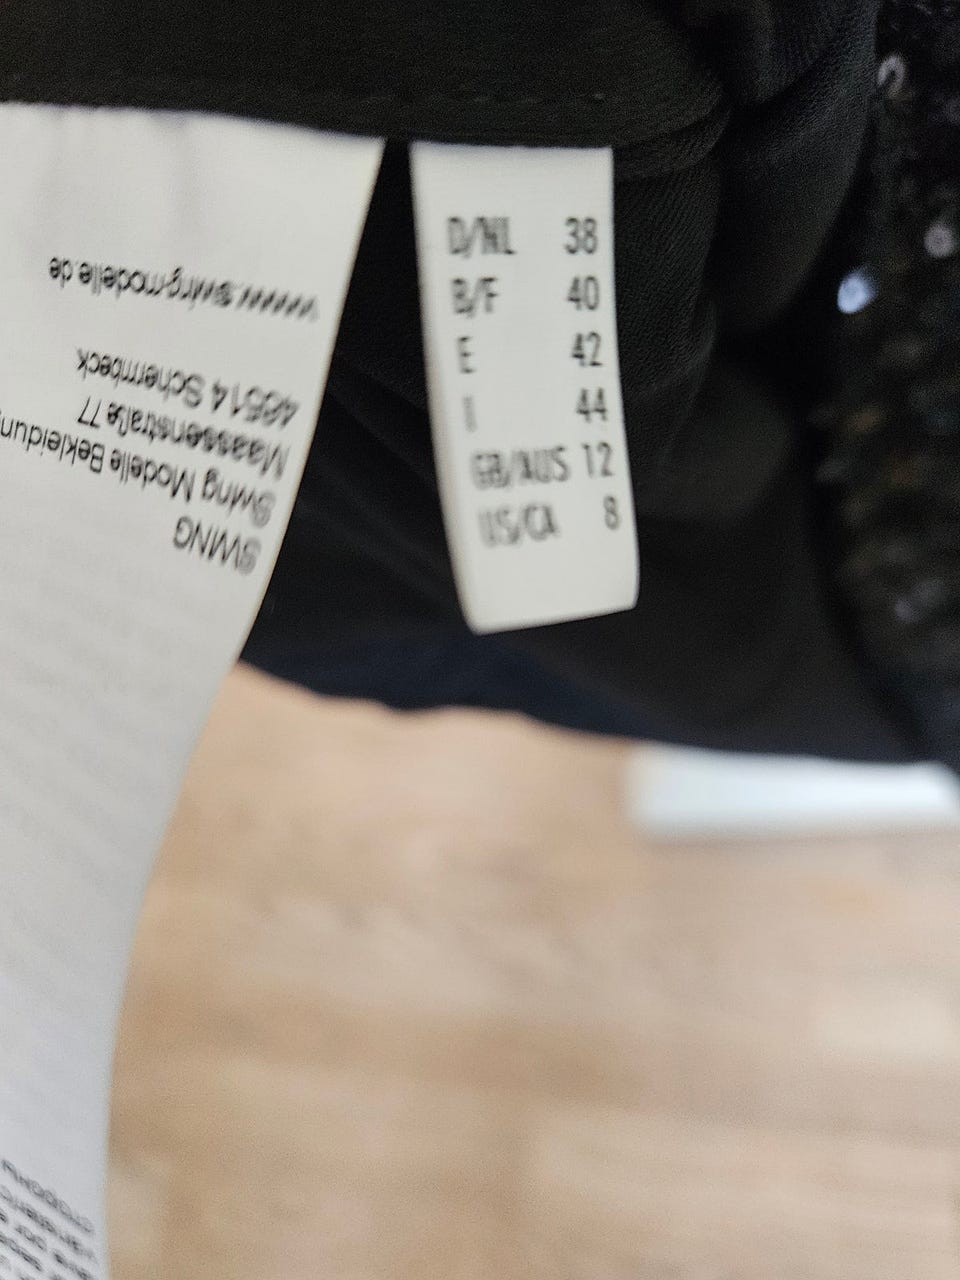 D/NL 38
B/F 40
E 42
I 44
GB/AUS 12
US/CA 8
SWING
Swing Modelle Bekleidung
Maassenstraße 77
46514 Schermbeck
www.swing-modelle.de